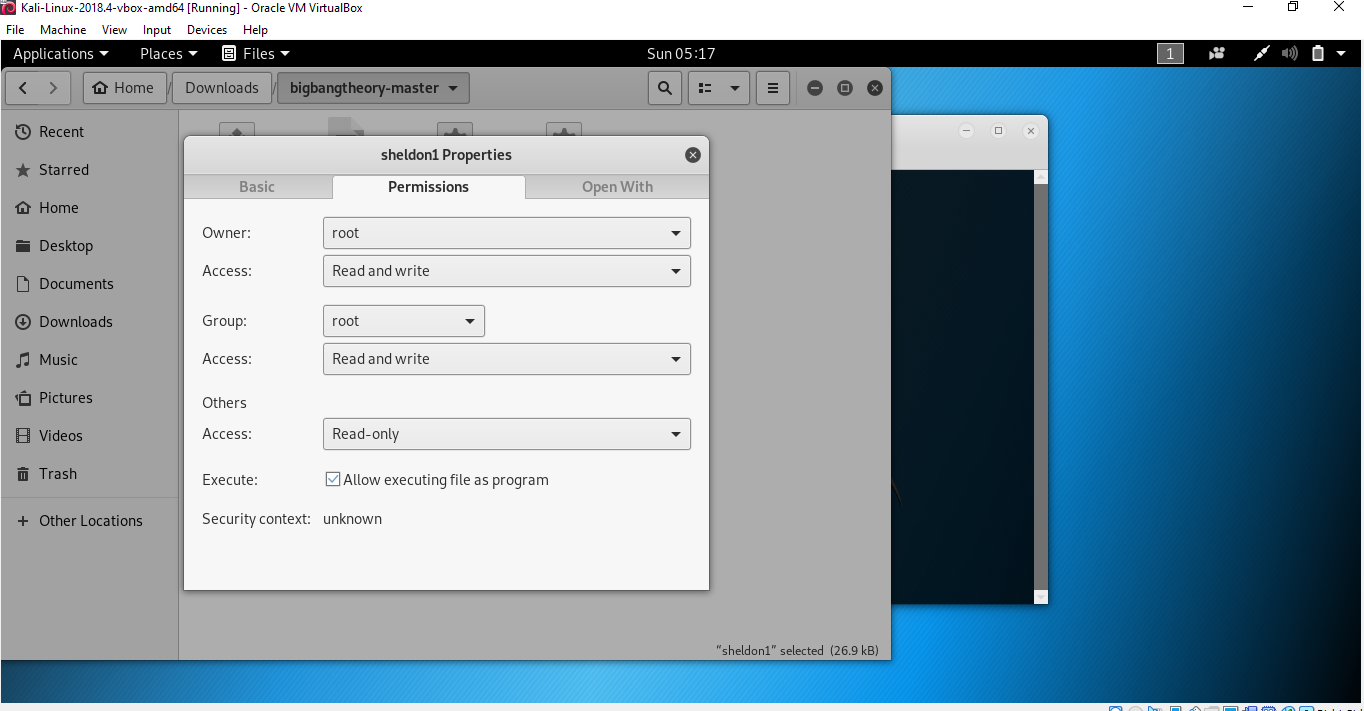 Kali-Linux-2018.4-vbox-amd64 [Running] - Oracle VM VirtualBox
File Machine View Input Devices Help
Applications Places Files Sun 05:17 1
Home / Downloads / bigbangtheory-master
Recent
Starred
Home
Desktop
Documents
Downloads
Music
Pictures
Videos
Trash
+ Other Locations
sheldon1 Properties
Basic Permissions Open With
Owner: root
Access: Read and write
Group: root
Access: Read and write
Others
Access: Read-only
Execute: Allow executing file as program
Security context: unknown
“sheldon1” selected (26.9 kB)